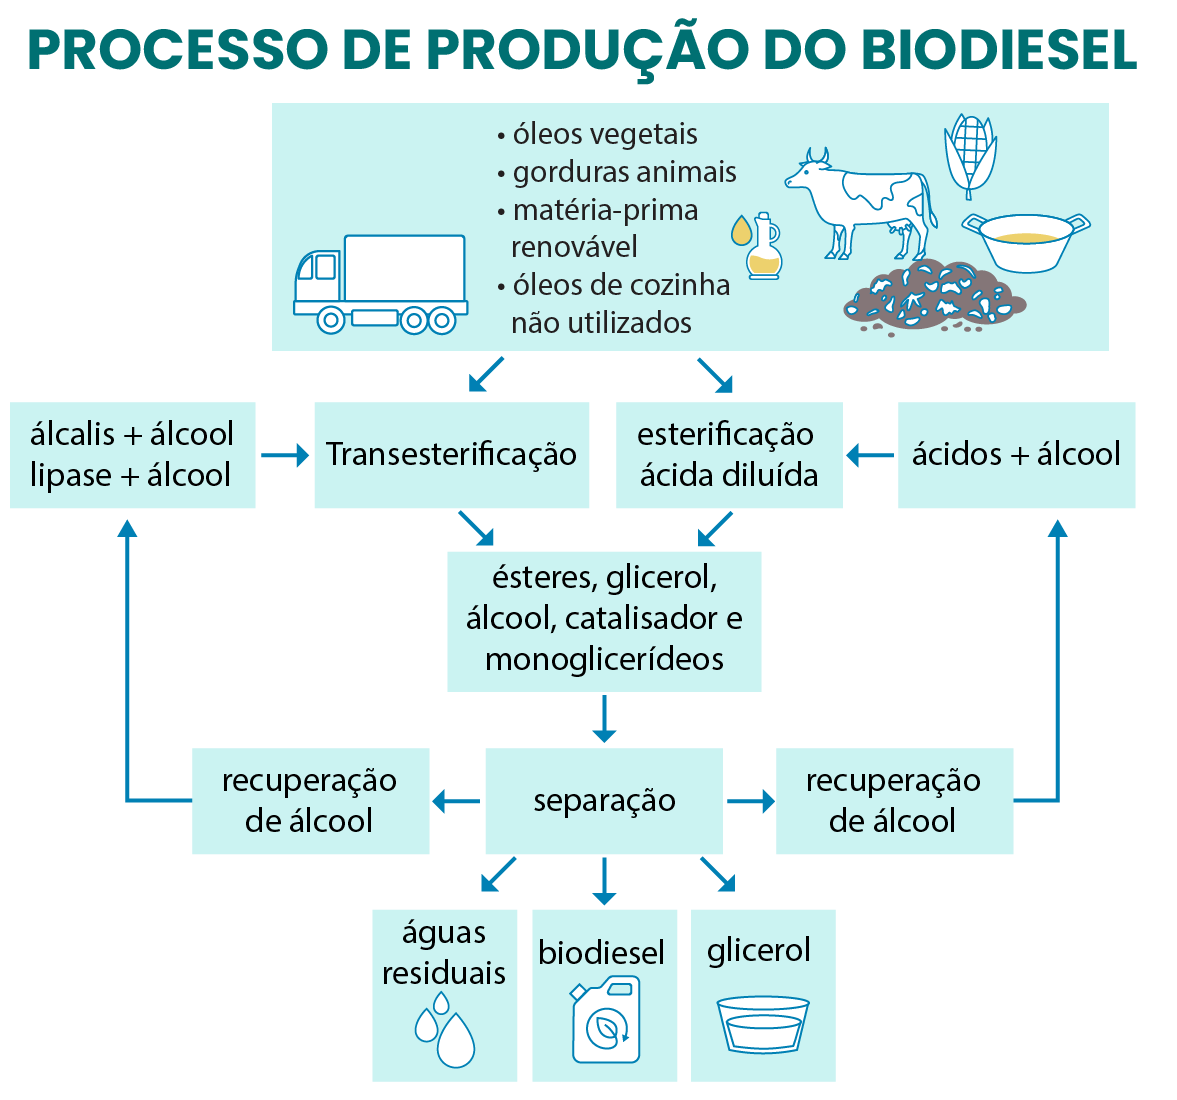 PROCESSO DE PRODUÇÃO DO BIODIESEL
• óleos vegetais
• gorduras animais
• matéria-prima
renovável
• óleos de cozinha
não utilizados
álcalis + álcool
lipase + álcool
Transesterificação
esterificação
ácida diluída
ácidos + álcool
ésteres, glicerol,
álcool, catalisador e
monoglicerídeos
recuperação
de álcool
separação
recuperação
de álcool
águas
residuais
biodiesel
glicerol